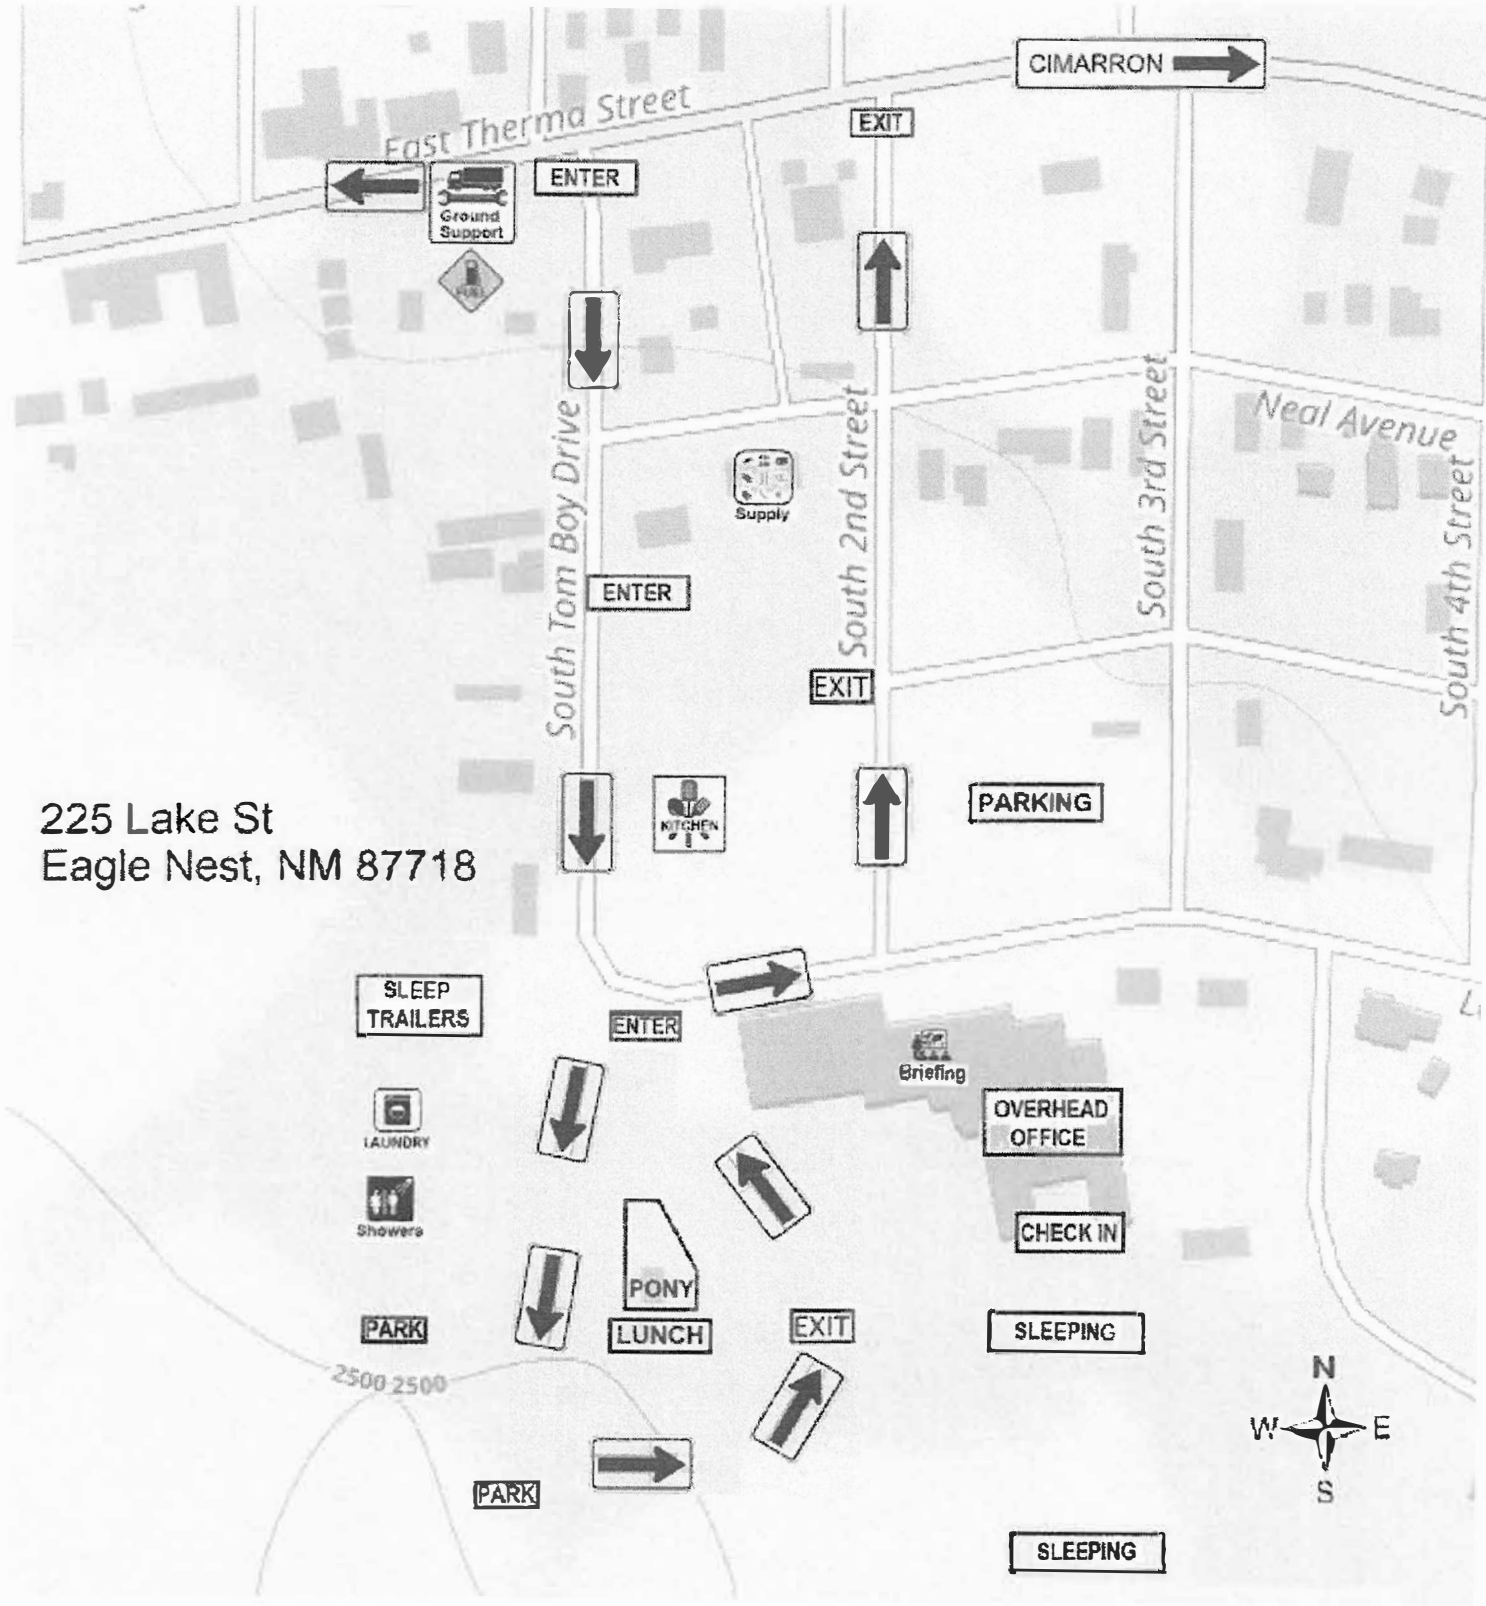 CIMARRON
EXIT
East Therma Street
ENTER
Ground
Support
FUEL
Neal Avenue
South Tom Boy Drive
South 2nd Street
South 3rd Street
South 4th Street
Supply
ENTER
EXIT
225 Lake St
Eagle Nest, NM 87718
KITCHEN
PARKING
SLEEP
TRAILERS
ENTER
Briefing
OVERHEAD
OFFICE
LAUNDRY
Showers
CHECK IN
PONY
PARK
LUNCH
EXIT
SLEEPING
2500 2500
N
W E
S
PARK
SLEEPING